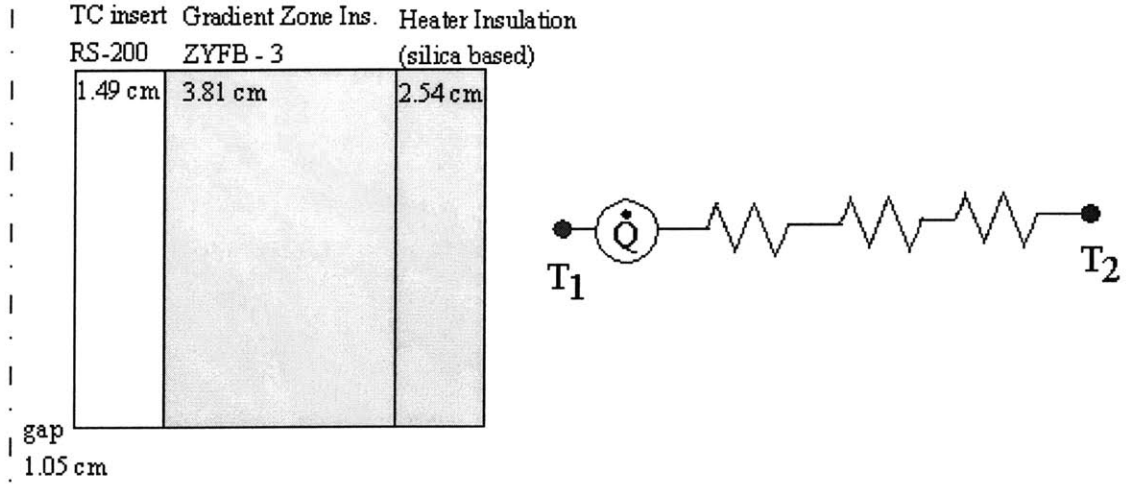 TC insert Gradient Zone Ins. Heater Insulation
RS-200 ZYFB - 3 (silica based)
1.49 cm 3.81 cm 2.54 cm
Q̇
T1
T2
gap
1.05 cm